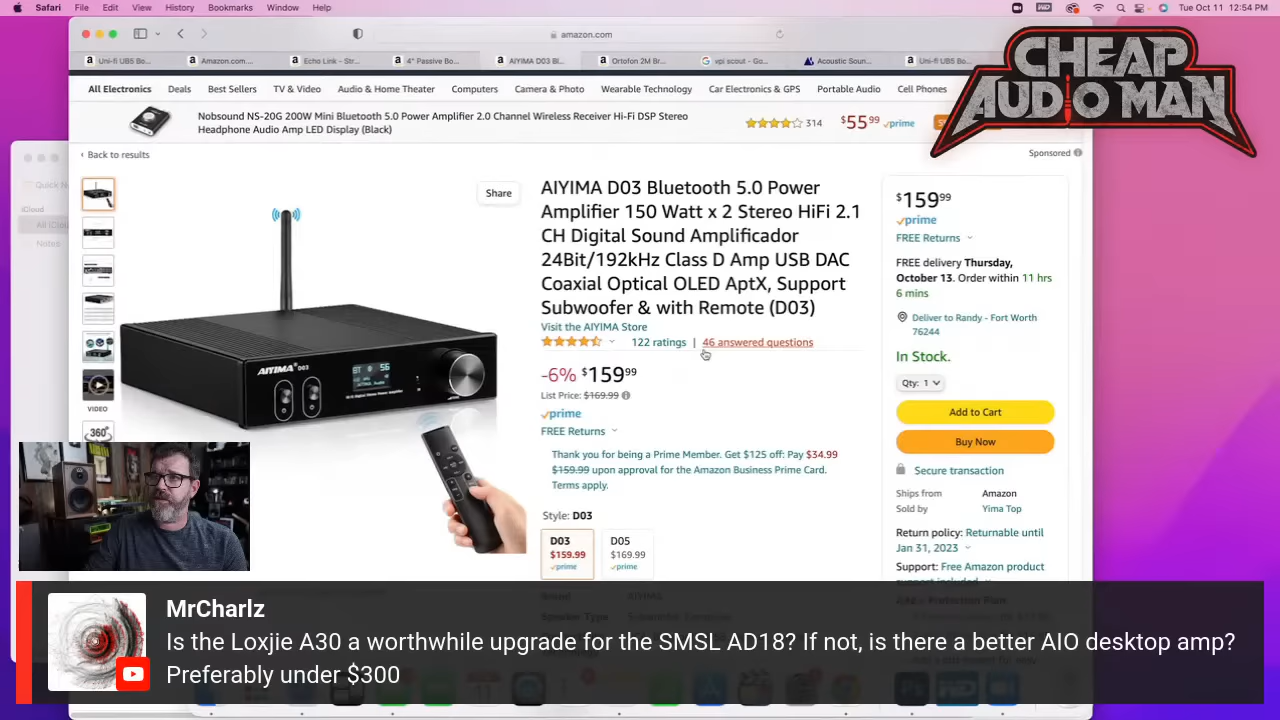 Safari File Edit View History Bookmarks Window Help
Tue Oct 11 12:54 PM
amazon.com
Uni-fi UB5 Bo...
Amazon.com...
Echo Link – Str...
4" Passive Bo...
AIYIMA D03 Bl...
Ortofon 2M Br...
vpi scout - Go...
Acoustic Soun...
Uni-fi UB5 Bo...
CHEAP
AUDIO MAN
All Electronics Deals Best Sellers TV & Video Audio & Home Theater Computers Camera & Photo Wearable Technology Car Electronics & GPS Portable Audio Cell Phones
Nobsound NS-20G 200W Mini Bluetooth 5.0 Power Amplifier 2.0 Channel Wireless Receiver Hi-Fi DSP Stereo
Headphone Audio Amp LED Display (Black)
314
$55.99
prime
Sponsored
‹ Back to results
Share
VIDEO
360°
AIYIMA D03
BT 56
AIYIMA D03 Bluetooth 5.0 Power
Amplifier 150 Watt x 2 Stereo HiFi 2.1
CH Digital Sound Amplificador
24Bit/192kHz Class D Amp USB DAC
Coaxial Optical OLED AptX, Support
Subwoofer & with Remote (D03)
Visit the AIYIMA Store
122 ratings | 46 answered questions
-6% $159.99
List Price: $169.99
prime
FREE Returns
Thank you for being a Prime Member. Get $125 off: Pay $34.99
$159.99 upon approval for the Amazon Business Prime Card.
Terms apply.
Style: D03
D03
$159.99
prime
D05
$169.99
prime
Brand AIYIMA
Speaker Type
$159.99
prime
FREE Returns
FREE delivery Thursday,
October 13. Order within 11 hrs
6 mins
Deliver to Randy - Fort Worth
76244
In Stock.
Qty: 1
Add to Cart
Buy Now
Secure transaction
Ships from Amazon
Sold by Yima Top
Return policy: Returnable until
Jan 31, 2023
Support: Free Amazon product
support included
MrCharlz
Is the Loxjie A30 a worthwhile upgrade for the SMSL AD18? If not, is there a better AIO desktop amp?
Preferably under $300